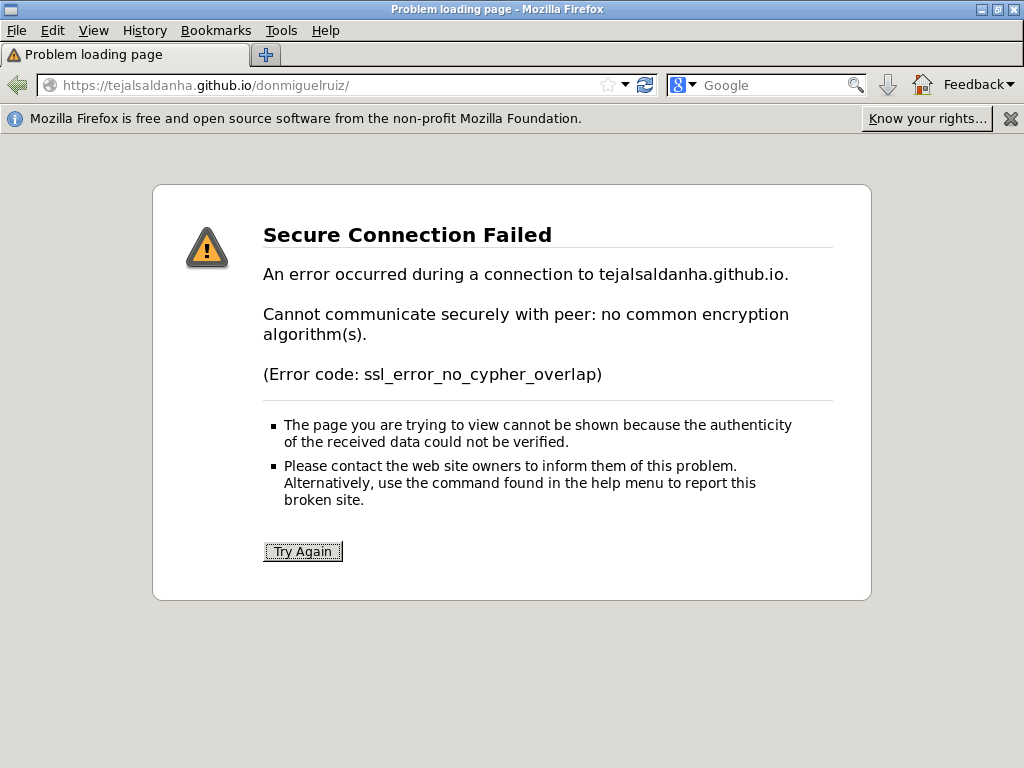 Problem loading page - Mozilla Firefox
File Edit View History Bookmarks Tools Help
Problem loading page
https://tejalsaldanha.github.io/donmiguelruiz/
Google
Feedback
Mozilla Firefox is free and open source software from the non-profit Mozilla Foundation.
Know your rights...
Secure Connection Failed
An error occurred during a connection to tejalsaldanha.github.io.
Cannot communicate securely with peer: no common encryption
algorithm(s).
(Error code: ssl_error_no_cypher_overlap)
The page you are trying to view cannot be shown because the authenticity
of the received data could not be verified.
Please contact the web site owners to inform them of this problem.
Alternatively, use the command found in the help menu to report this
broken site.
Try Again